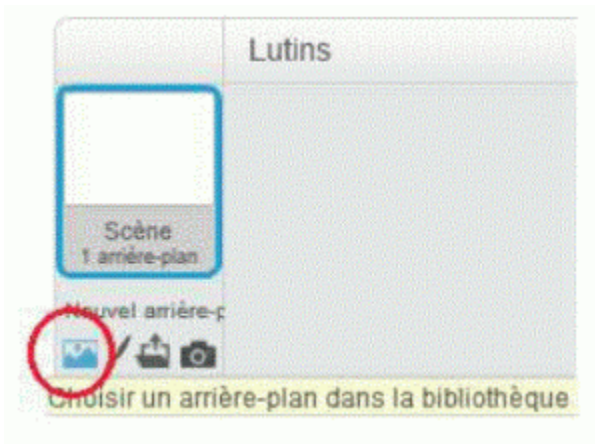 Lutins
Scène
1 arrière-plan
Nouvel arrière-p
Choisir un arrière-plan dans la bibliothèque